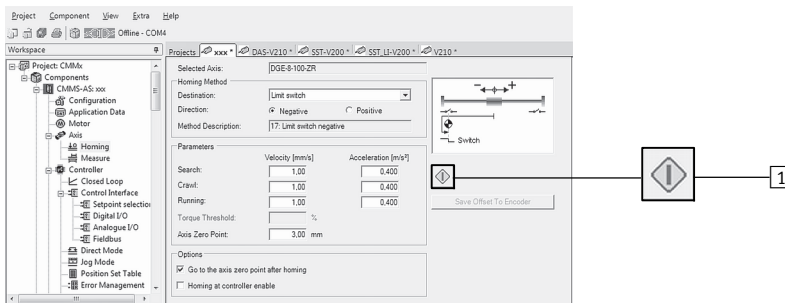 Project Component View Extra Help
Offline - COM4
Workspace
Projects xxx * DAS-V210 * SST-V200 * SST_LI-V200 * V210 *
Project: CMMx
Components
CMMS-AS: xxx
Configuration
Application Data
Motor
Axis
Homing
Measure
Controller
Closed Loop
Control Interface
Setpoint selection
Digital I/O
Analogue I/O
Fieldbus
Direct Mode
Jog Mode
Position Set Table
Error Management
Selected Axis: DGE-8-100-ZR
Homing Method
Destination: Limit switch
Direction: Negative Positive
Method Description: 17: Limit switch negative
Parameters
Velocity [mm/s] Acceleration [m/s²]
Search: 1,00 0,400
Crawl: 1,00 0,400
Running: 1,00 0,400
Torque Threshold: %
Axis Zero Point: 3,00 mm
Options
Go to the axis zero point after homing
Homing at controller enable
- +
Switch
Save Offset To Encoder
1